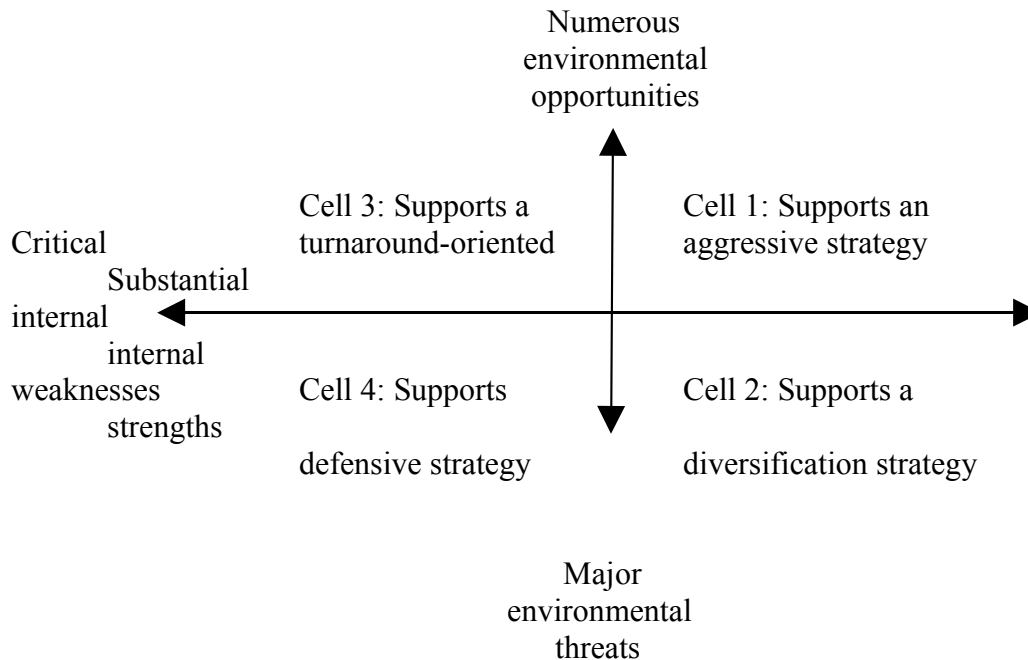 Numerous
environmental
opportunities
Cell 3: Supports a
turnaround-oriented
Cell 1: Supports an
aggressive strategy
Critical
Substantial
internal
internal
weaknesses
strengths
Cell 4: Supports
defensive strategy
Cell 2: Supports a
diversification strategy
Major
environmental
threats